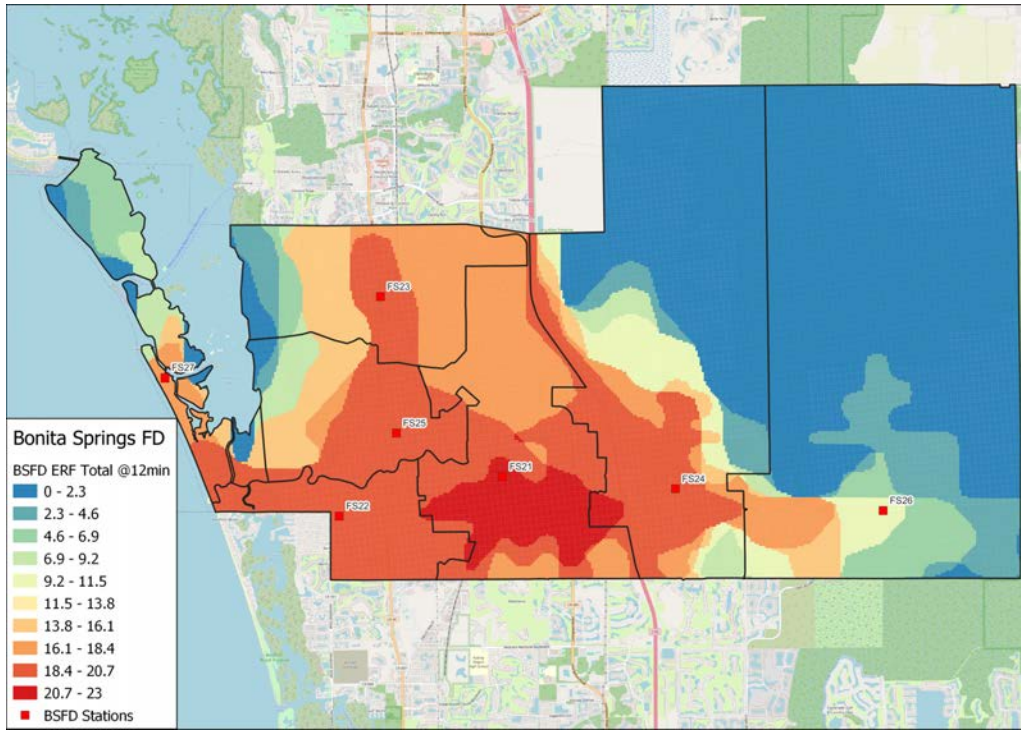 FS23
FS27
FS25
FS21
FS24
FS22
FS26
Bonita Springs FD
BSFD ERF Total @12min
0 - 2.3
2.3 - 4.6
4.6 - 6.9
6.9 - 9.2
9.2 - 11.5
11.5 - 13.8
13.8 - 16.1
16.1 - 18.4
18.4 - 20.7
20.7 - 23
BSFD Stations